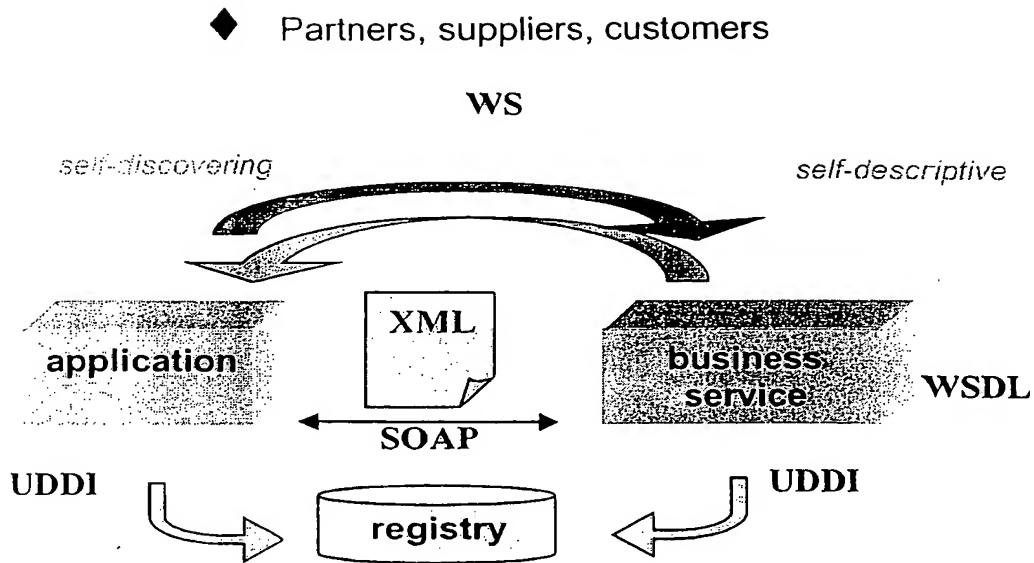 Partners, suppliers, customers
WS
self-discovering
self-descriptive
XML
application
business
service
WSDL
SOAP
UDDI
UDDI
registry